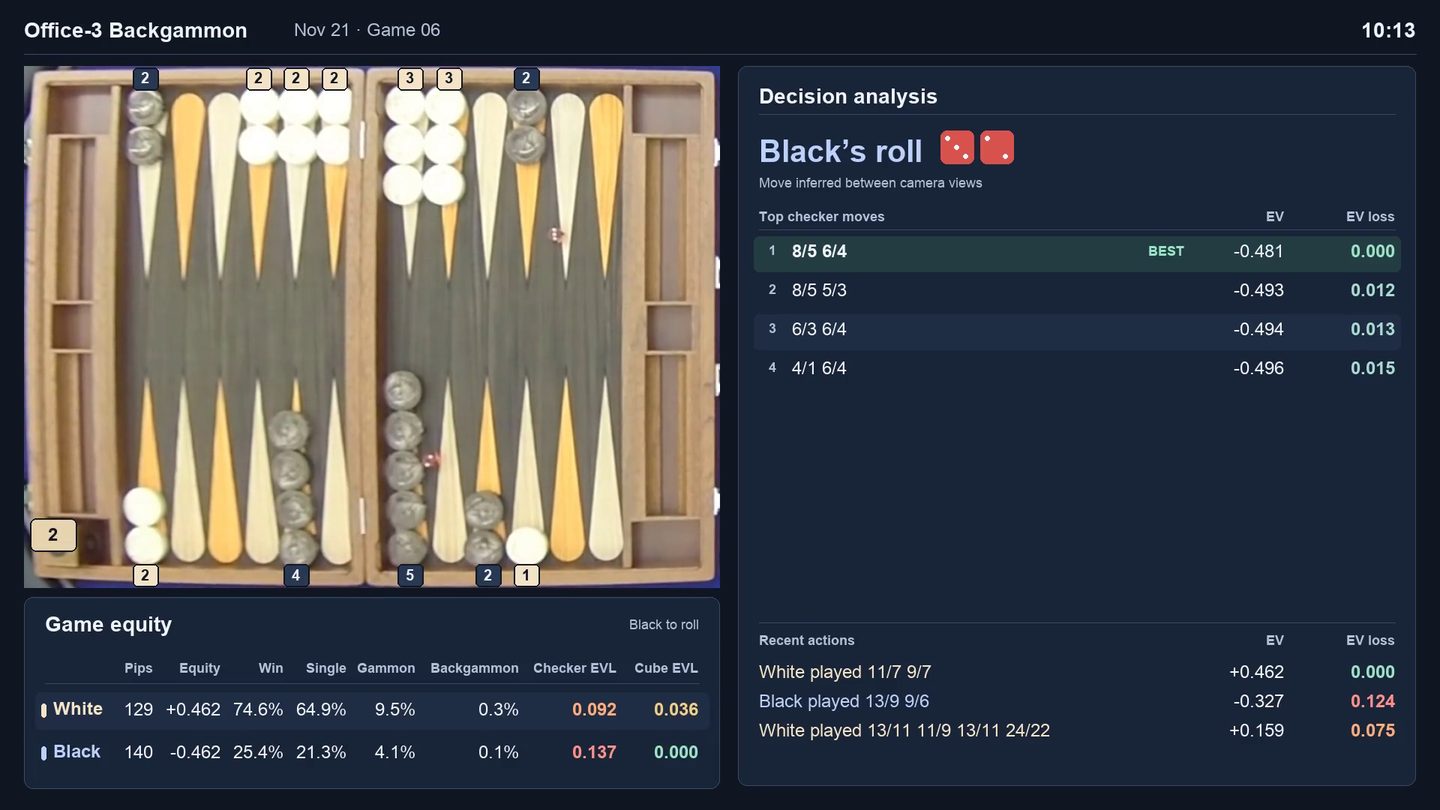 Office-3 Backgammon Nov 21 · Game 06 10:13
2 2 2 2 3 3 2
2
2 4 5 2 1
Game equity Black to roll
Pips Equity Win Single Gammon Backgammon Checker EVL Cube EVL
White 129 +0.462 74.6% 64.9% 9.5% 0.3% 0.092 0.036
Black 140 -0.462 25.4% 21.3% 4.1% 0.1% 0.137 0.000
Decision analysis
Black’s roll
Move inferred between camera views
Top checker moves EV EV loss
1 8/5 6/4 BEST -0.481 0.000
2 8/5 5/3 -0.493 0.012
3 6/3 6/4 -0.494 0.013
4 4/1 6/4 -0.496 0.015
Recent actions EV EV loss
White played 11/7 9/7 +0.462 0.000
Black played 13/9 9/6 -0.327 0.124
White played 13/11 11/9 13/11 24/22 +0.159 0.075